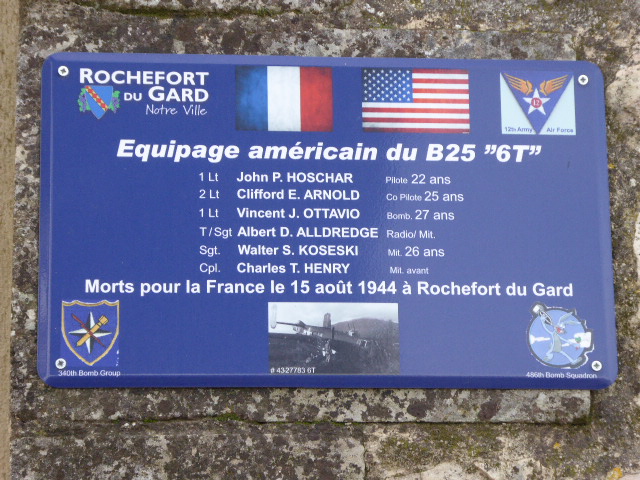 ROCHEFORT
DU GARD
Notre Ville
12th Army Air Force
Equipage américain du B25 "6T"
1 Lt John P. HOSCHAR Pilote 22 ans
2 Lt Clifford E. ARNOLD Co Pilote 25 ans
1 Lt Vincent J. OTTAVIO Bomb. 27 ans
T / Sgt Albert D. ALLDREDGE Radio/ Mit.
Sgt. Walter S. KOSESKI Mit. 26 ans
Cpl. Charles T. HENRY Mit. avant
Morts pour la France le 15 août 1944 à Rochefort du Gard
340th Bomb Group
# 4327783 6T
486th Bomb Squadron